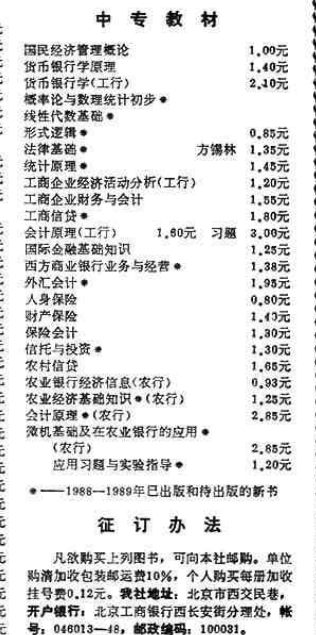 中专教材
国民经济管理概论 1.00元
货币银行学原理 1.40元
货币银行学(工行) 2.10元
概率论与数理统计初步*
线性代数基础*
形式逻辑* 0.85元
法律基础* 方锡林 1.35元
统计原理* 1.45元
工商企业经济活动分析(工行) 1.20元
工商企业财务与会计 1.55元
工商信贷* 1.80元
会计原理(工行) 1.60元 习题 3.00元
国际金融基础知识 1.25元
西方商业银行业务与经营* 1.38元
外汇会计* 1.95元
人身保险 0.80元
财产保险 1.40元
保险会计 1.30元
信托与投资* 1.30元
农村信贷 1.65元
农业银行经济信息(农行) 0.93元
农业经济基础知识*(农行) 1.25元
会计原理*(农行) 2.85元
微机基础及在农业银行的应用*
(农行) 2.85元
应用习题与实验指导* 1.20元
*——1988—1989年已出版和待出版的新书
征订办法
凡欲购买上列图书,可向本社邮购。单位
购清加收包装邮运费10%,个人购买每册加收
挂号费0.12元。我社地址:北京市西交民巷,
开户银行:北京工商银行西长安街分理处,帐
号:046013—48,邮政编码:100031。